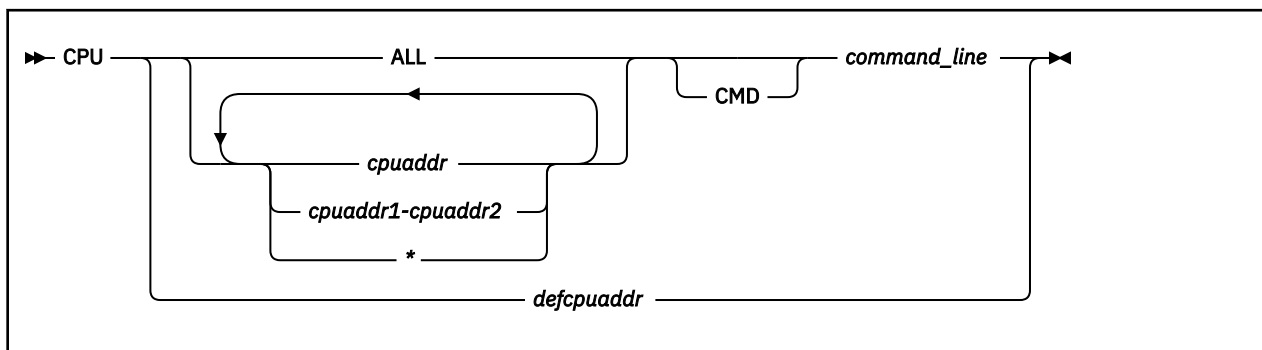 CPU ALL command_line
CMD
cpuaddr
cpuaddr1-cpuaddr2
*
defcpuaddr